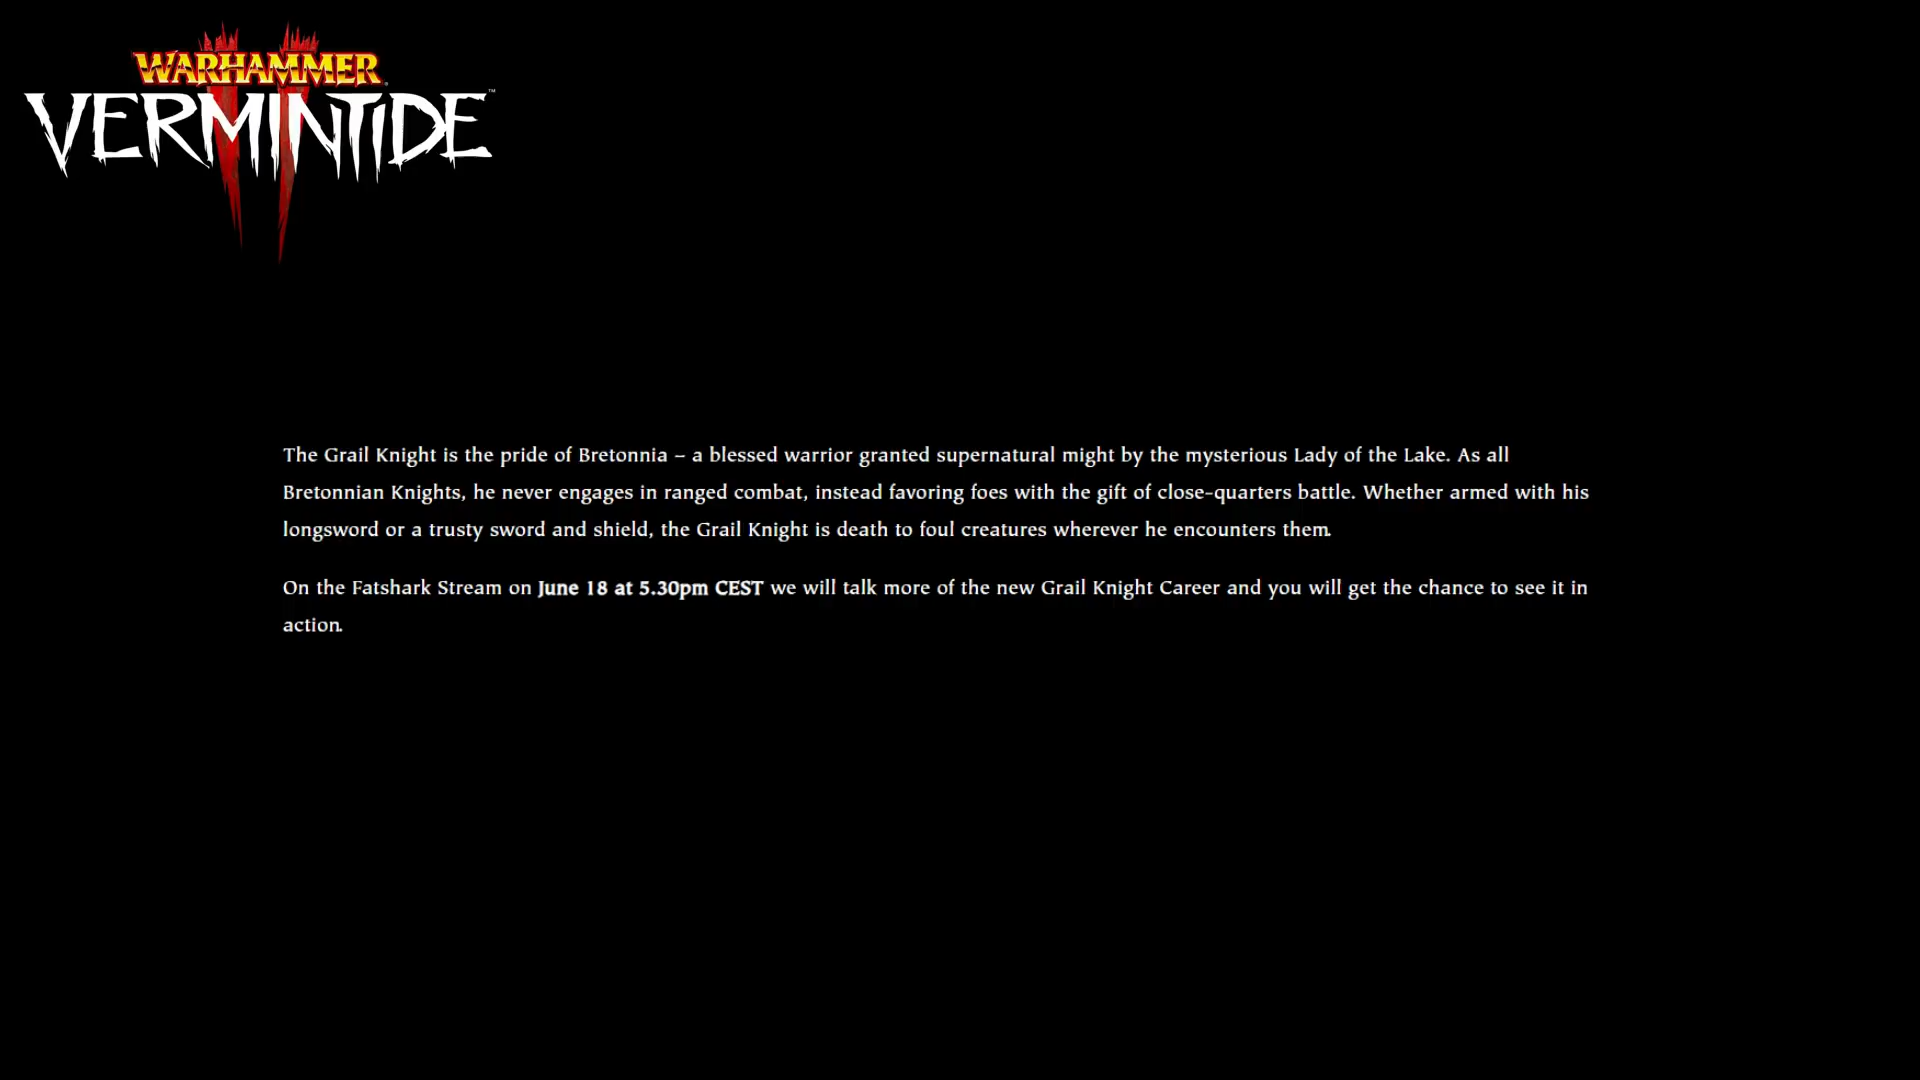 WARHAMMER
VERMINTIDE™
II
The Grail Knight is the pride of Bretonnia – a blessed warrior granted supernatural might by the mysterious Lady of the Lake. As all
Bretonnian Knights, he never engages in ranged combat, instead favoring foes with the gift of close-quarters battle. Whether armed with his
longsword or a trusty sword and shield, the Grail Knight is death to foul creatures wherever he encounters them.
On the Fatshark Stream on June 18 at 5.30pm CEST we will talk more of the new Grail Knight Career and you will get the chance to see it in
action.